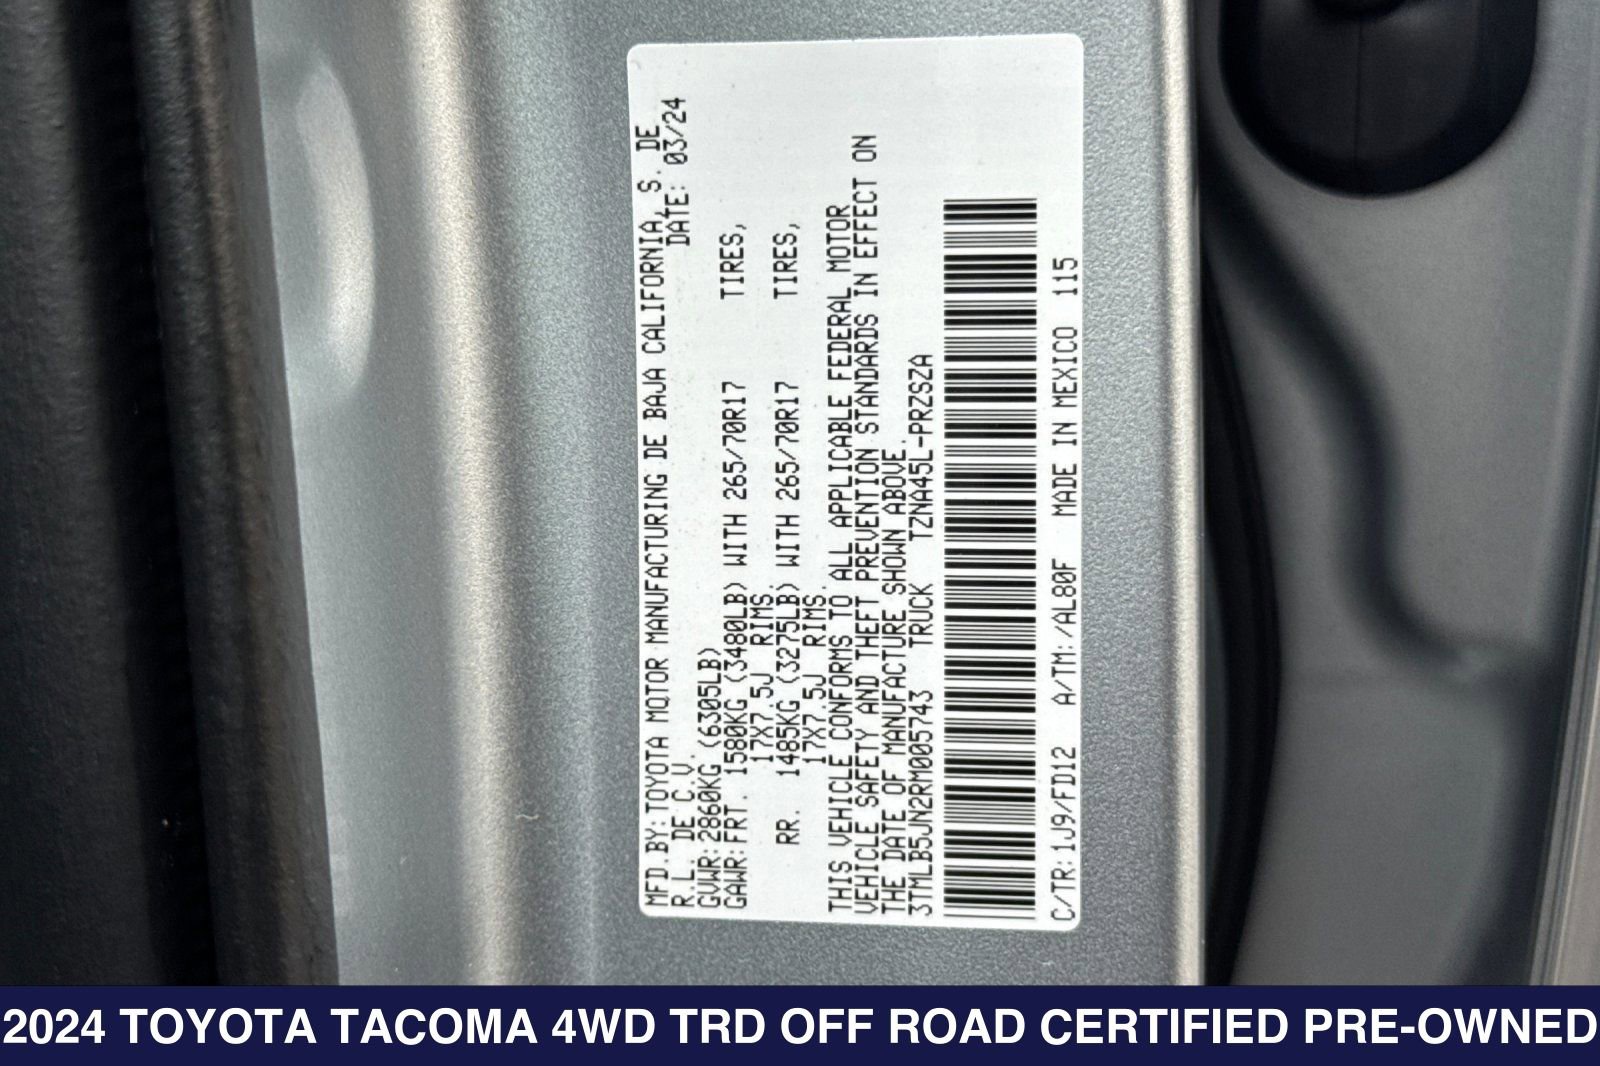 MFD.BY:TOYOTA MOTOR MANUFACTURING DE BAJA CALIFORNIA, S. DE
R.L. DE C.V. DATE: 03/24
GVWR:2860KG (6305LB)
GAWR:FRT. 1580KG (3480LB) WITH 265/70R17 TIRES,
17X7.5J RIMS.
RR. 1485KG (3275LB) WITH 265/70R17 TIRES,
17X7.5J RIMS.
THIS VEHICLE CONFORMS TO ALL APPLICABLE FEDERAL MOTOR
VEHICLE SAFETY AND THEFT PREVENTION STANDARDS IN EFFECT ON
THE DATE OF MANUFACTURE SHOWN ABOVE.
3TMLB5JN2RM005743 TRUCK TZNA45L-PRZSZA
C/TR:1J9/FD12 A/TM:/AL80F MADE IN MEXICO 115
2024 TOYOTA TACOMA 4WD TRD OFF ROAD CERTIFIED PRE-OWNED